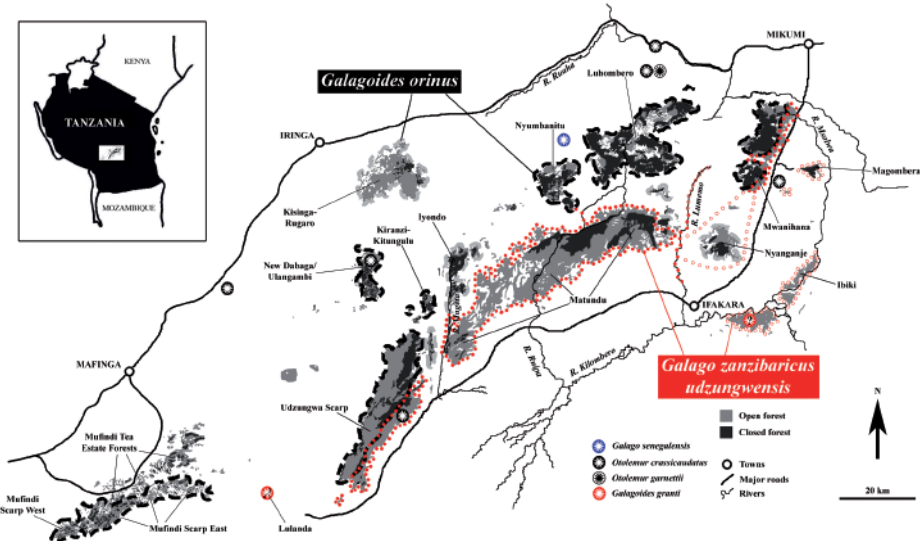 KENYA
TANZANIA
MOZAMBIQUE
Galagoides orinus
R. Ruaha
Luhombero
MIKUMI
Nyumbanitu
IRINGA
Magombera
Kisinga-
Rugaro
Iyondo
R. Lumemo
Mwanihana
Kiranzi-
Kitungulu
Nyanganje
New Dabaga/
Ulangambi
Ibiki
Matundu
IFAKARA
MAFINGA
R. Ruipa
R. Kilombero
Galago zanzibaricus
udzungwensis
Udzungwa Scarp
N
Open forest
Closed forest
Mufindi Tea
Estate Forests
Galago senegalensis
Otolemur crassicaudatus
Otolemur garnettii
Galagoides granti
Towns
Major roads
Rivers
20 km
Mufindi
Scarp West
Mufindi Scarp East
Lulanda
?